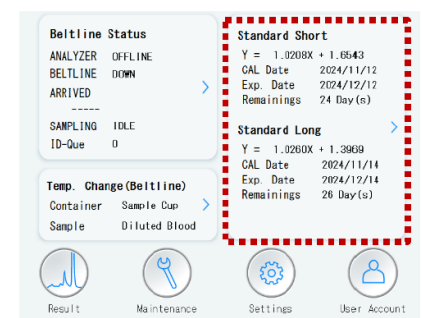 Beltline Status
ANALYZER OFFLINE
BELTLINE DOWN
ARRIVED
-----
SAMPLING IDLE
ID-Que 0
Temp. Change(Beltline)
Container Sample Cup
Sample Diluted Blood
Standard Short
Y = 1.0208X + 1.6543
CAL Date 2024/11/12
Exp. Date 2024/12/12
Remainings 24 Day(s)
Standard Long
Y = 1.0260X + 1.3969
CAL Date 2024/11/14
Exp. Date 2024/12/14
Remainings 26 Day(s)
Result Maintenance Settings User Account